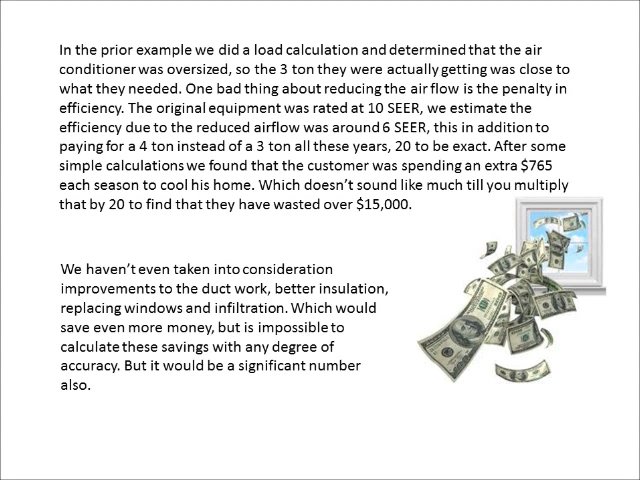 In the prior example we did a load calculation and determined that the air
conditioner was oversized, so the 3 ton they were actually getting was close to
what they needed. One bad thing about reducing the air flow is the penalty in
efficiency. The original equipment was rated at 10 SEER, we estimate the
efficiency due to the reduced airflow was around 6 SEER, this in addition to
paying for a 4 ton instead of a 3 ton all these years, 20 to be exact. After some
simple calculations we found that the customer was spending an extra $765
each season to cool his home. Which doesn't sound like much till you multiply
that by 20 to find that they have wasted over $15,000.
We haven't even taken into consideration
improvements to the duct work, better insulation,
replacing windows and infiltration. Which would
save even more money, but is impossible to
calculate these savings with any degree of
accuracy. But it would be a significant number
also.